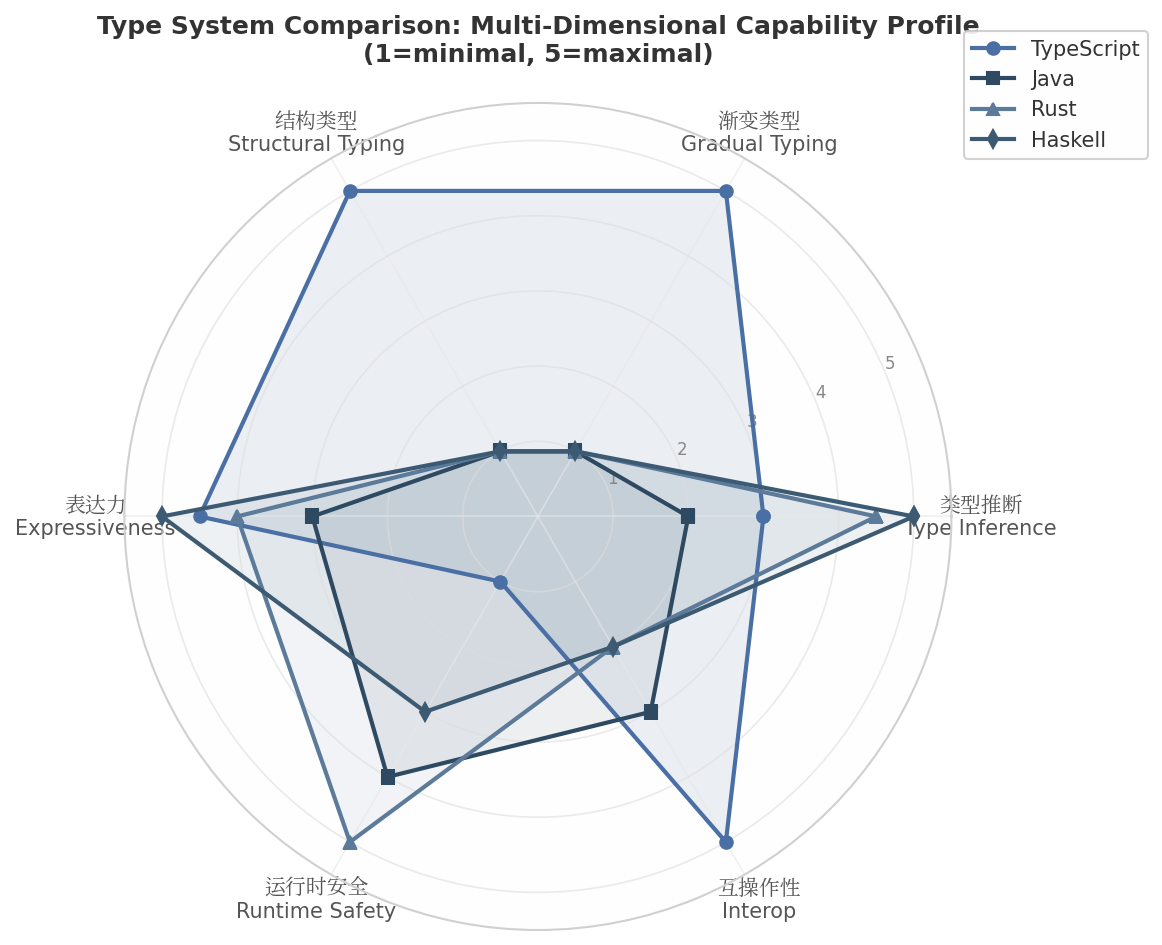 Type System Comparison: Multi-Dimensional Capability Profile
(1=minimal, 5=maximal)
TypeScript
Java
Rust
Haskell
结构类型
Structural Typing
渐变类型
Gradual Typing
5
4
3
2
1
表达力
Expressiveness
类型推断
Type Inference
运行时安全
Runtime Safety
互操作性
Interop